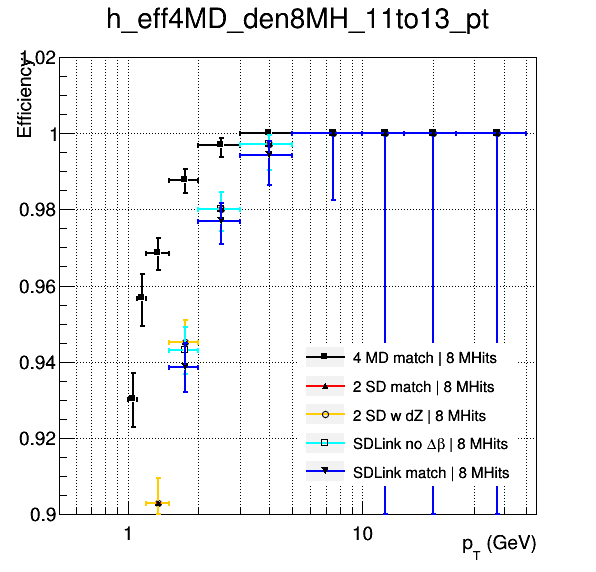 h_eff4MD_den8MH_11to13_pt
Efficiency
1.02
1
0.98
0.96
0.94
0.92
0.9
4 MD match | 8 MHits
2 SD match | 8 MHits
2 SD w dZ | 8 MHits
SDLink no Δβ | 8 MHits
SDLink match | 8 MHits
1
10
p_T (GeV)